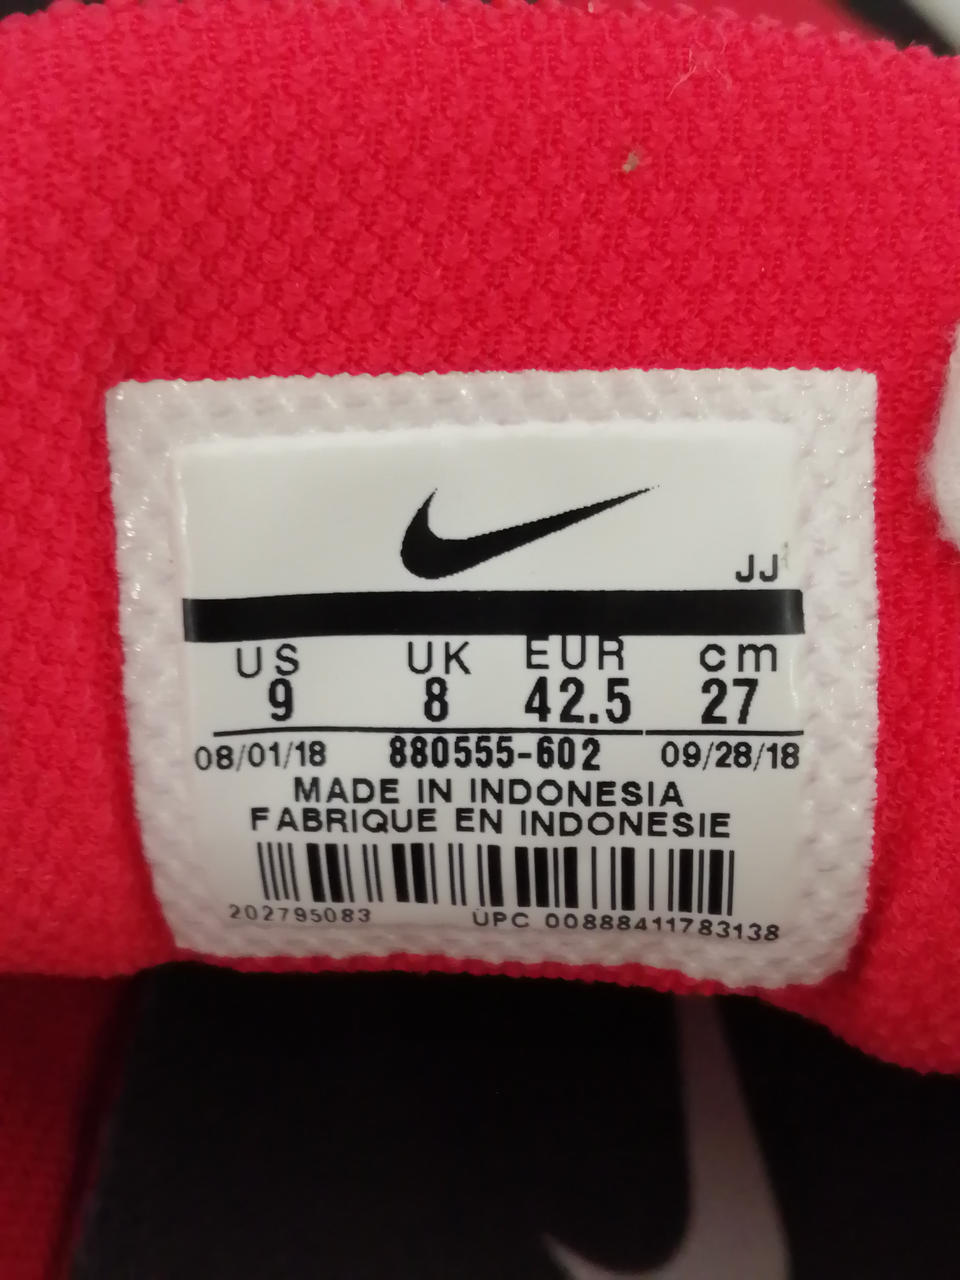 JJ
US UK EUR cm
9 8 42.5 27
08/01/18 880555-602 09/28/18
MADE IN INDONESIA
FABRIQUE EN INDONESIE
202795083 UPC 00888411783138